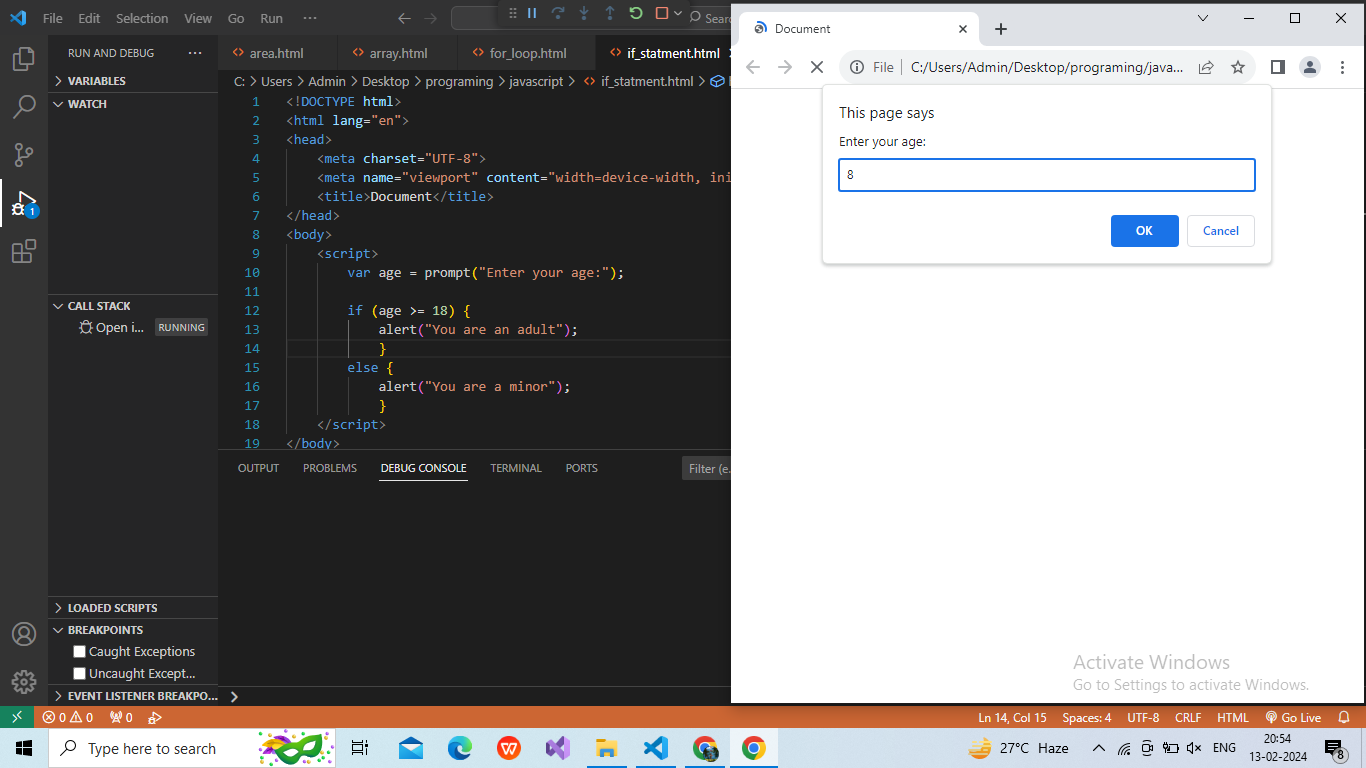 File Edit Selection View Go Run ··· Searc
RUN AND DEBUG ···
VARIABLES
WATCH
CALL STACK
Open i... RUNNING
LOADED SCRIPTS
BREAKPOINTS
Caught Exceptions
Uncaught Except...
EVENT LISTENER BREAKPO...
1
area.html array.html for_loop.html if_statment.html
C: > Users > Admin > Desktop > programing > javascript > <> if_statment.html >
1 <!DOCTYPE html>
2 <html lang="en">
3 <head>
4 <meta charset="UTF-8">
5 <meta name="viewport" content="width=device-width, ini
6 <title>Document</title>
7 </head>
8 <body>
9 <script>
10 var age = prompt("Enter your age:");
11
12 if (age >= 18) {
13 alert("You are an adult");
14 }
15 else {
16 alert("You are a minor");
17 }
18 </script>
19 </body>
OUTPUT PROBLEMS DEBUG CONSOLE TERMINAL PORTS Filter (e.
Document
File C:/Users/Admin/Desktop/programing/java...
This page says
Enter your age:
8
OK Cancel
Activate Windows
Go to Settings to activate Windows.
0 0 0 Ln 14, Col 15 Spaces: 4 UTF-8 CRLF HTML Go Live
Type here to search 27°C Haze ENG 20:54
13-02-2024 8